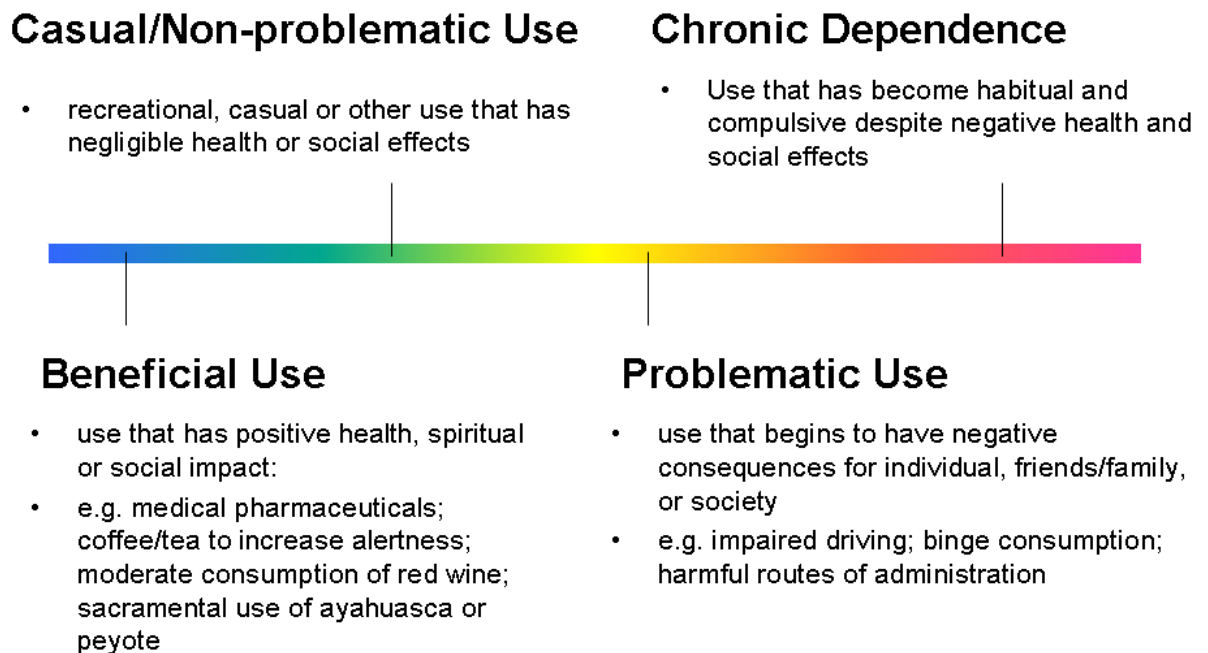 Casual/Non-problematic Use
• recreational, casual or other use that has
negligible health or social effects
Chronic Dependence
• Use that has become habitual and
compulsive despite negative health and
social effects
Beneficial Use
• use that has positive health, spiritual
or social impact:
• e.g. medical pharmaceuticals;
coffee/tea to increase alertness;
moderate consumption of red wine;
sacramental use of ayahuasca or
peyote
Problematic Use
• use that begins to have negative
consequences for individual, friends/family,
or society
• e.g. impaired driving; binge consumption;
harmful routes of administration